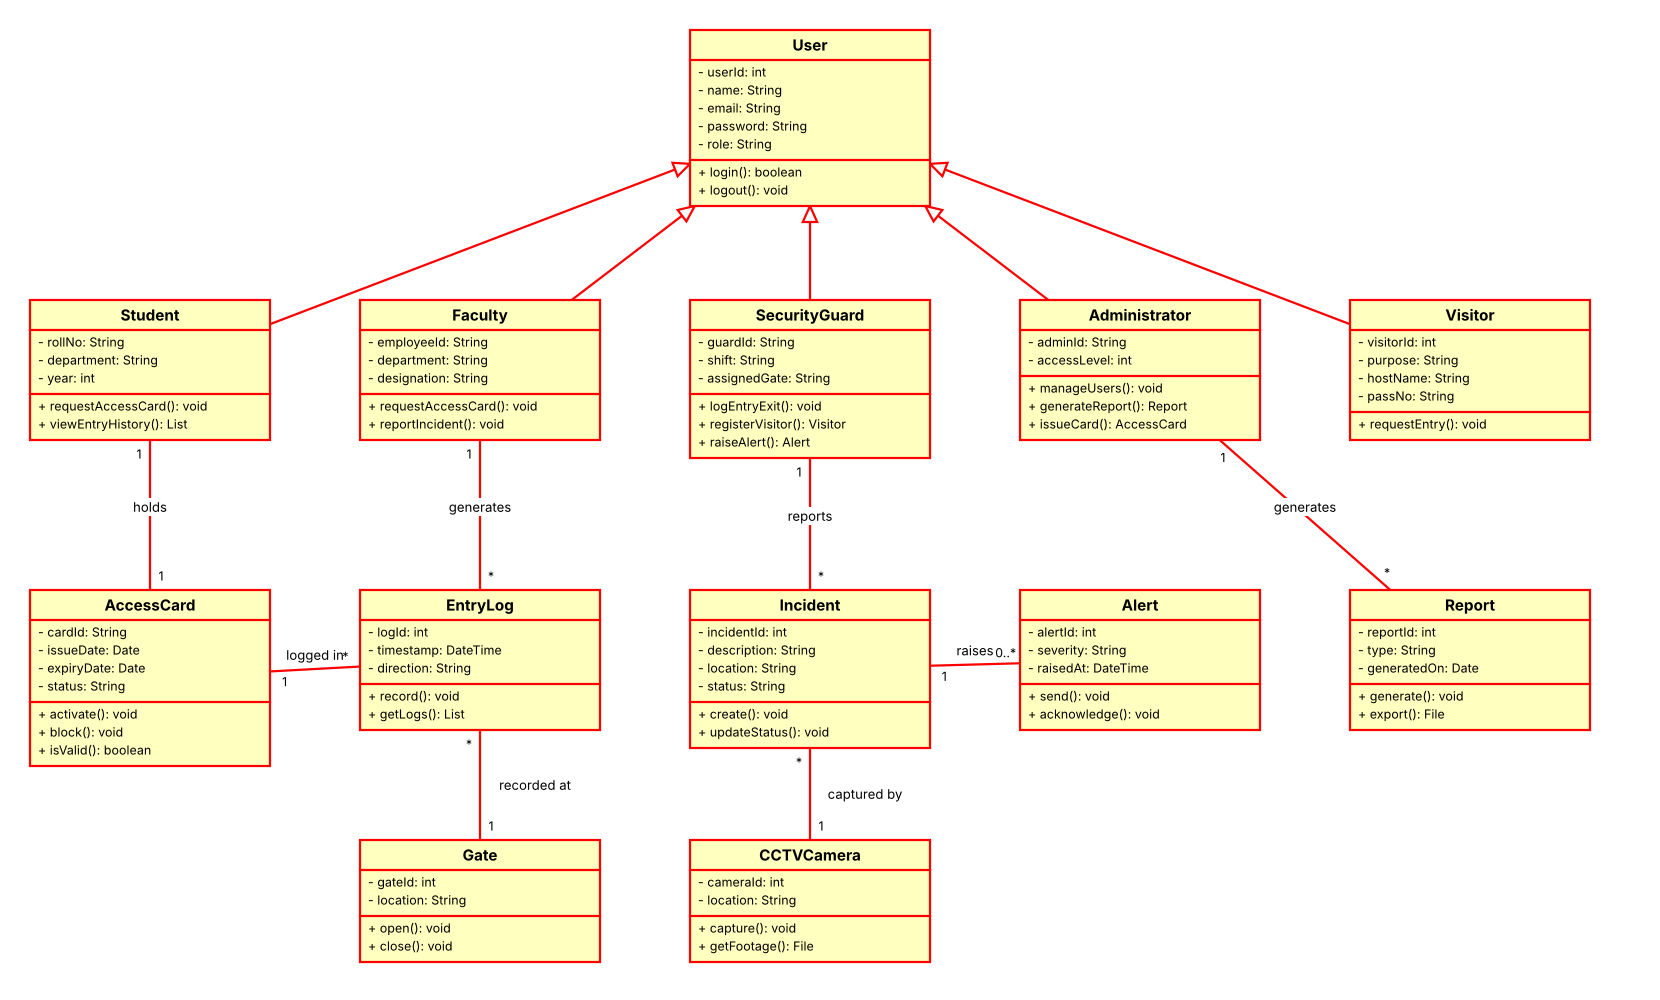 User
- userId: int
- name: String
- email: String
- password: String
- role: String
+ login(): boolean
+ logout(): void
Student
- rollNo: String
- department: String
- year: int
+ requestAccessCard(): void
+ viewEntryHistory(): List
Faculty
- employeeId: String
- department: String
- designation: String
+ requestAccessCard(): void
+ reportIncident(): void
SecurityGuard
- guardId: String
- shift: String
- assignedGate: String
+ logEntryExit(): void
+ registerVisitor(): Visitor
+ raiseAlert(): Alert
Administrator
- adminId: String
- accessLevel: int
+ manageUsers(): void
+ generateReport(): Report
+ issueCard(): AccessCard
Visitor
- visitorId: int
- purpose: String
- hostName: String
- passNo: String
+ requestEntry(): void
1
holds
1
1
generates
*
1
reports
*
1
generates
*
AccessCard
- cardId: String
- issueDate: Date
- expiryDate: Date
- status: String
+ activate(): void
+ block(): void
+ isValid(): boolean
logged in
*
1
EntryLog
- logId: int
- timestamp: DateTime
- direction: String
+ record(): void
+ getLogs(): List
Incident
- incidentId: int
- description: String
- location: String
- status: String
+ create(): void
+ updateStatus(): void
raises
0..*
1
Alert
- alertId: int
- severity: String
- raisedAt: DateTime
+ send(): void
+ acknowledge(): void
Report
- reportId: int
- type: String
- generatedOn: Date
+ generate(): void
+ export(): File
*
recorded at
1
*
captured by
1
Gate
- gateId: int
- location: String
+ open(): void
+ close(): void
CCTVCamera
- cameraId: int
- location: String
+ capture(): void
+ getFootage(): File